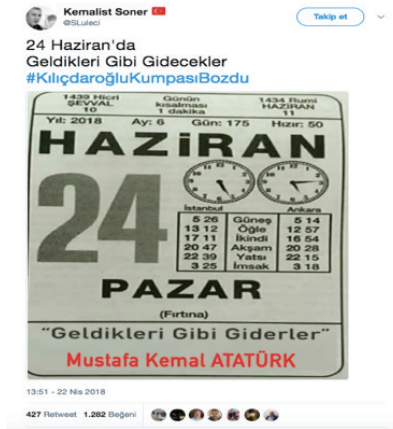 Kemalist Soner
@SLuleci
Takip et
24 Haziran'da
Geldikleri Gibi Gidecekler
#KılıçdaroğluKumpasıBozdu
1439 Hicri
ŞEVVAL
10
Günün
kısalması
1 dakika
1434 Rumi
HAZİRAN
11
Yıl: 2018 Ay: 6 Gün: 175 Hızır: 50
HAZiRAN
24
İstanbul Ankara
5 26 Güneş 5 14
13 12 Öğle 12 57
17 11 İkindi 16 54
20 47 Akşam 20 28
22 39 Yatsı 22 15
3 25 İmsak 3 18
PAZAR
(Fırtına)
“Geldikleri Gibi Giderler”
Mustafa Kemal ATATÜRK
13:51 - 22 Nis 2018
427 Retweet 1.282 Beğeni